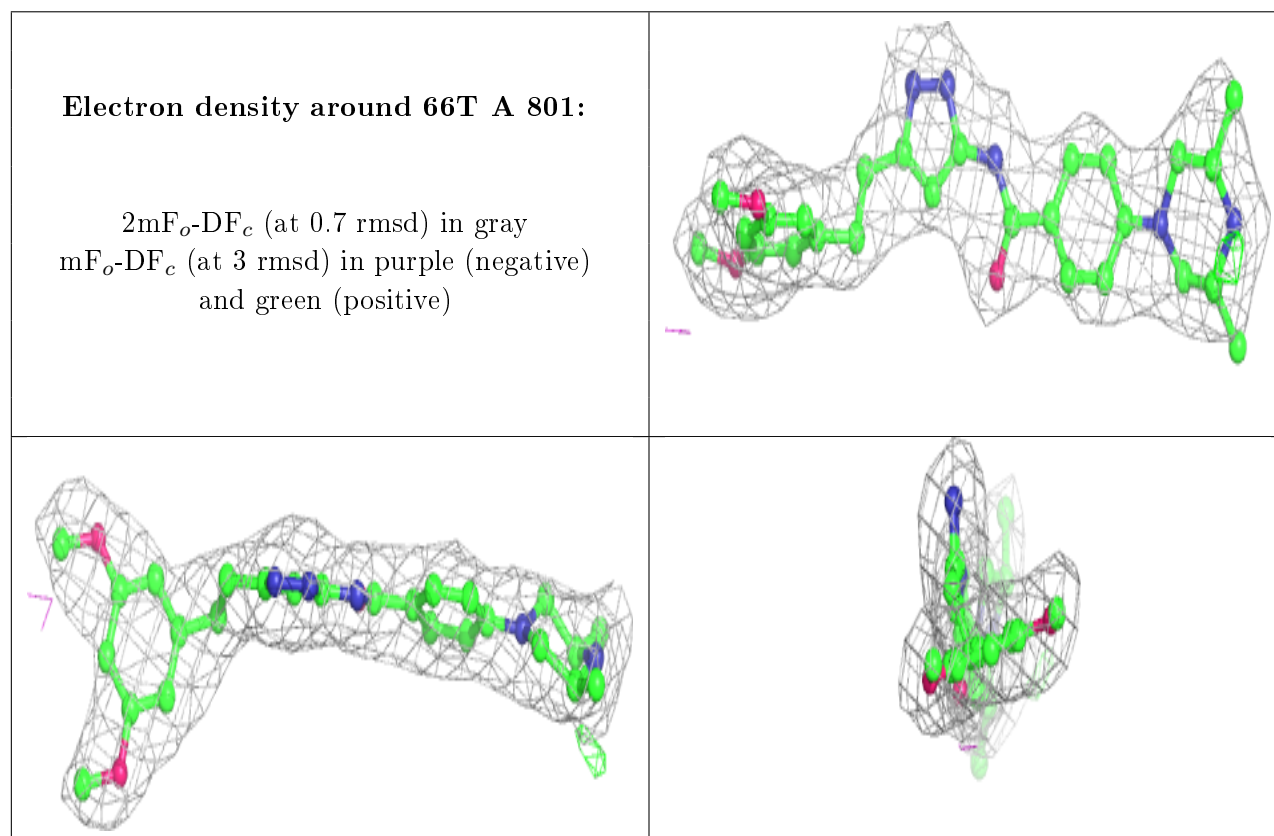 Electron density around 66T A 801:
2mFo-DFc (at 0.7 rmsd) in gray
mFo-DFc (at 3 rmsd) in purple (negative)
and green (positive)